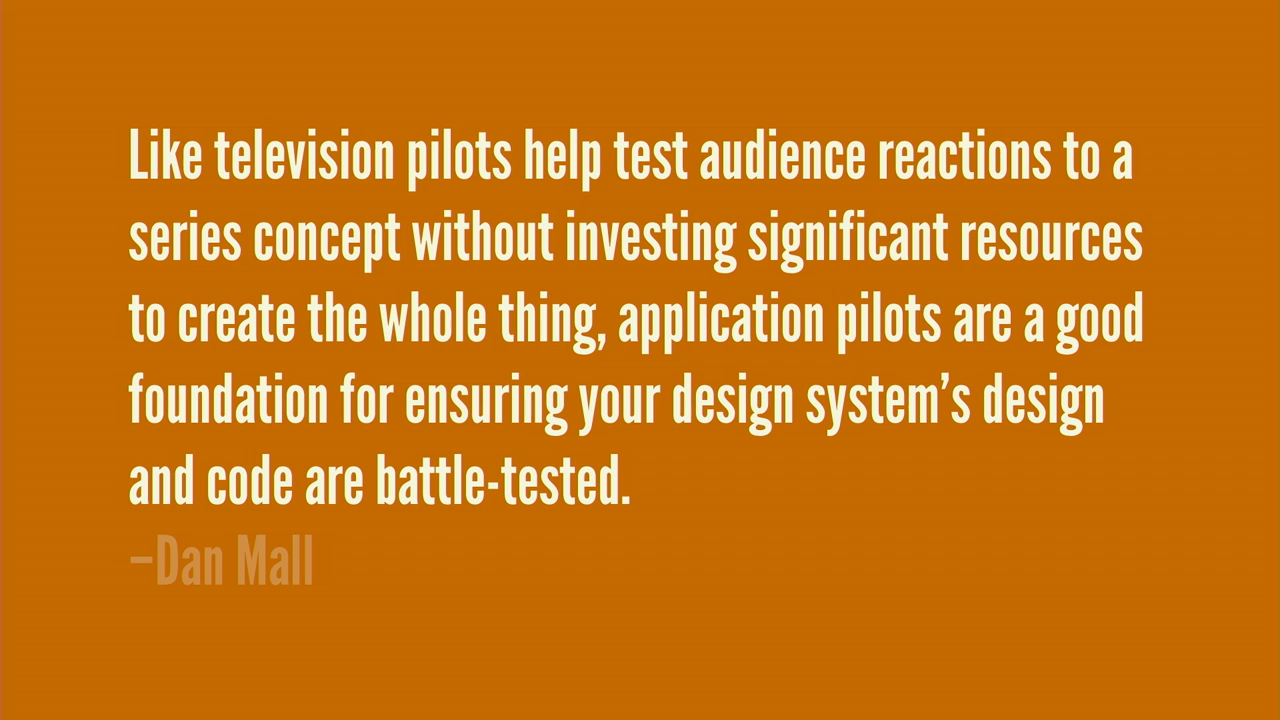 Like television pilots help test audience reactions to a
series concept without investing significant resources
to create the whole thing, application pilots are a good
foundation for ensuring your design system’s design
and code are battle-tested.
–Dan Mall